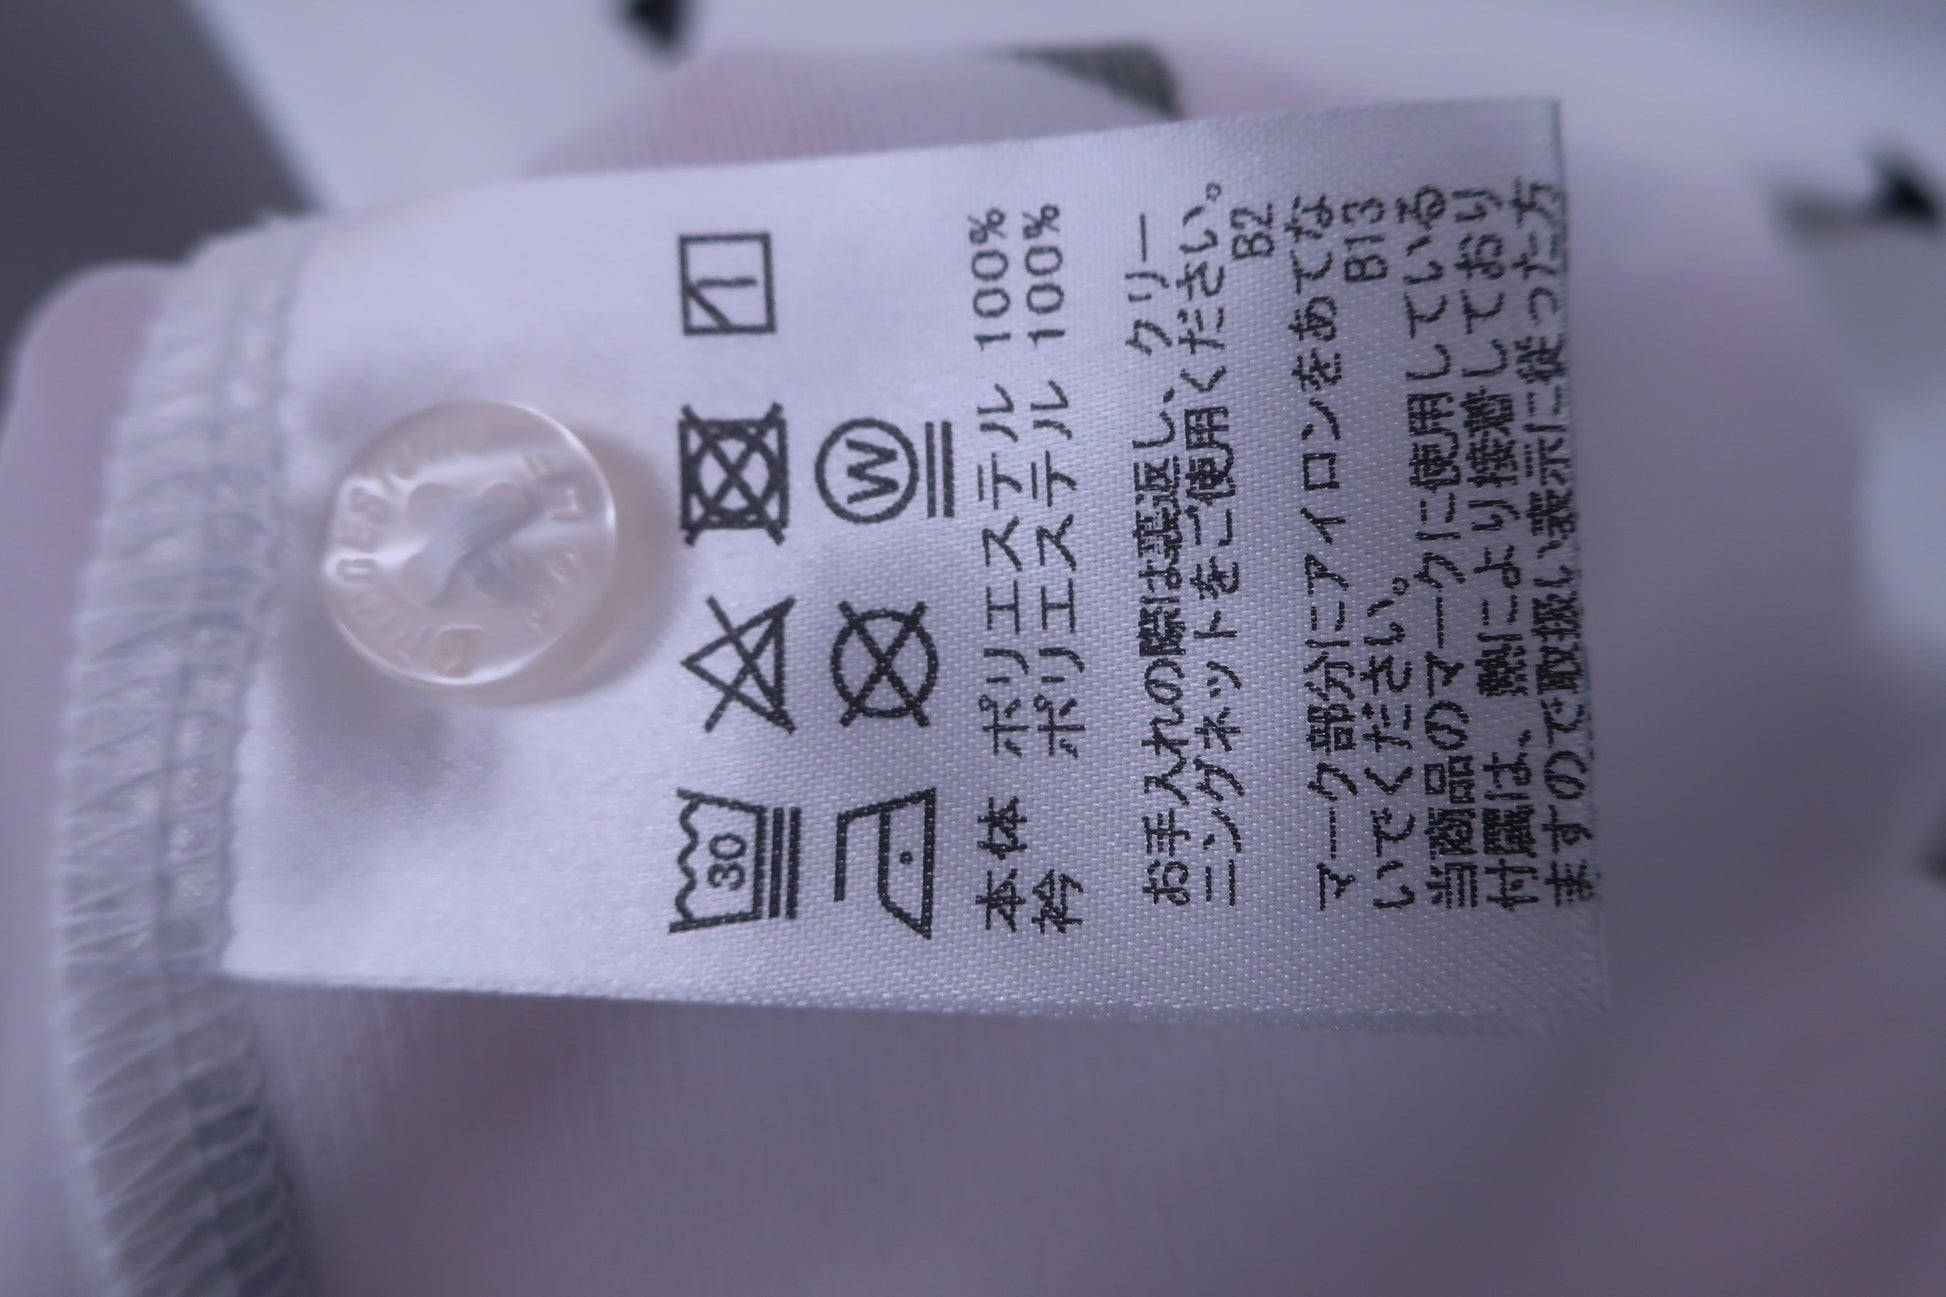 30
W
本体 ポリエステル 100%
衿 ポリエステル 100%
お手入れの際は裏返し、クリー
ニングネットをご使用ください。
B2
マーク部分にアイロンをあてな
いでください。 B13
当商品のマークに使用している
付属は、熱により接着しており
ますので取扱い表示に従った方